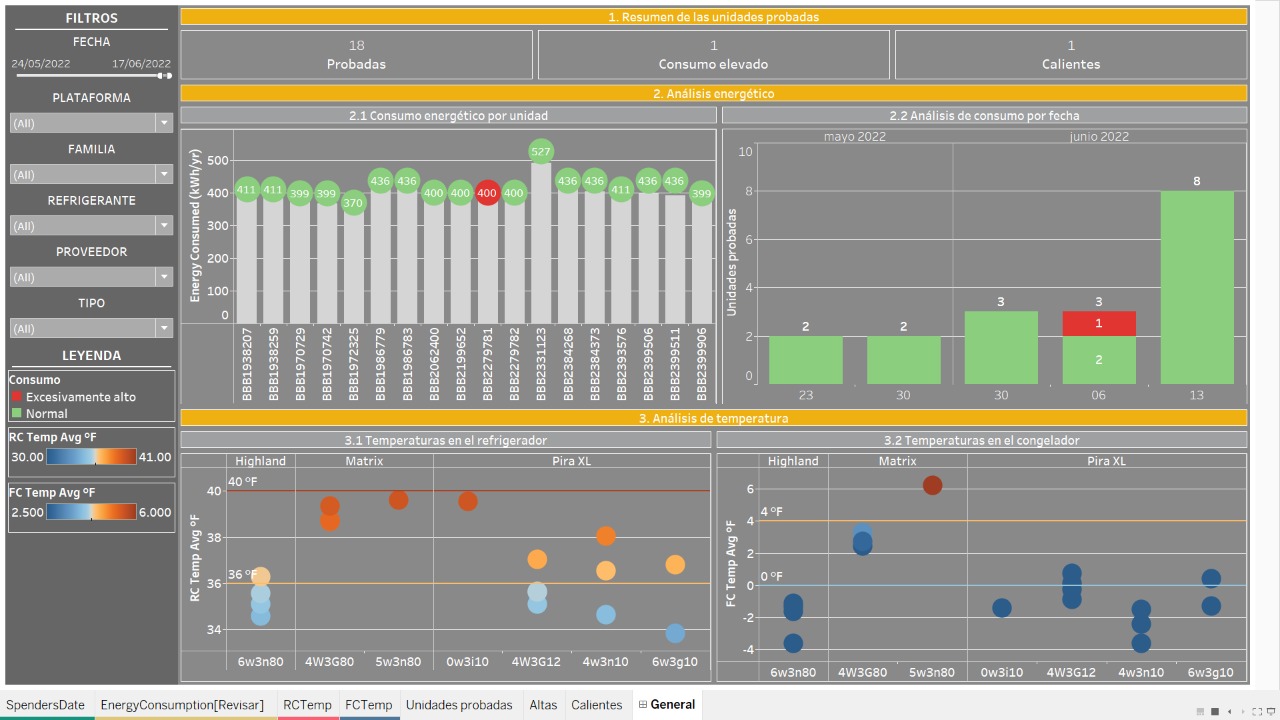 FILTROS
FECHA
24/05/2022 17/06/2022
PLATAFORMA
(All)
FAMILIA
(All)
REFRIGERANTE
(All)
PROVEEDOR
(All)
TIPO
(All)
LEYENDA
Consumo
Excesivamente alto
Normal
RC Temp Avg ºF
30.00 41.00
FC Temp Avg ºF
2.500 6.000
1. Resumen de las unidades probadas
18
Probadas
1
Consumo elevado
1
Calientes
2. Análisis energético
2.1 Consumo energético por unidad
Energy Consumed (kWh/yr)
500
400
300
200
100
0
411 411 399 399 370 436 436 400 400 400 400 527 436 436 411 436 436 399
BBB1938207
BBB1938259
BBB1970729
BBB1970742
BBB1972325
BBB1986779
BBB1986783
BBB2062400
BBB2199652
BBB2279781
BBB2279782
BBB2331123
BBB2384268
BBB2384373
BBB2393576
BBB2399506
BBB2399511
BBB2399906
2.2 Análisis de consumo por fecha
mayo 2022 junio 2022
Unidades probadas
10
8
6
4
2
0
2 2 3 3 8
1
2
23 30 30 06 13
3. Análisis de temperatura
3.1 Temperaturas en el refrigerador
Highland Matrix Pira XL
RC Temp Avg ºF
40
38
36
34
40 ºF
36 ºF
6w3n80 4W3G80 5w3n80 0w3i10 4W3G12 4w3n10 6w3g10
3.2 Temperaturas en el congelador
Highland Matrix Pira XL
FC Temp Avg ºF
6
4
2
0
-2
-4
4 ºF
0 ºF
6w3n80 4W3G80 5w3n80 0w3i10 4W3G12 4w3n10 6w3g10
SpendersDate EnergyConsumption[Revisar] RCTemp FCTemp Unidades probadas Altas Calientes General